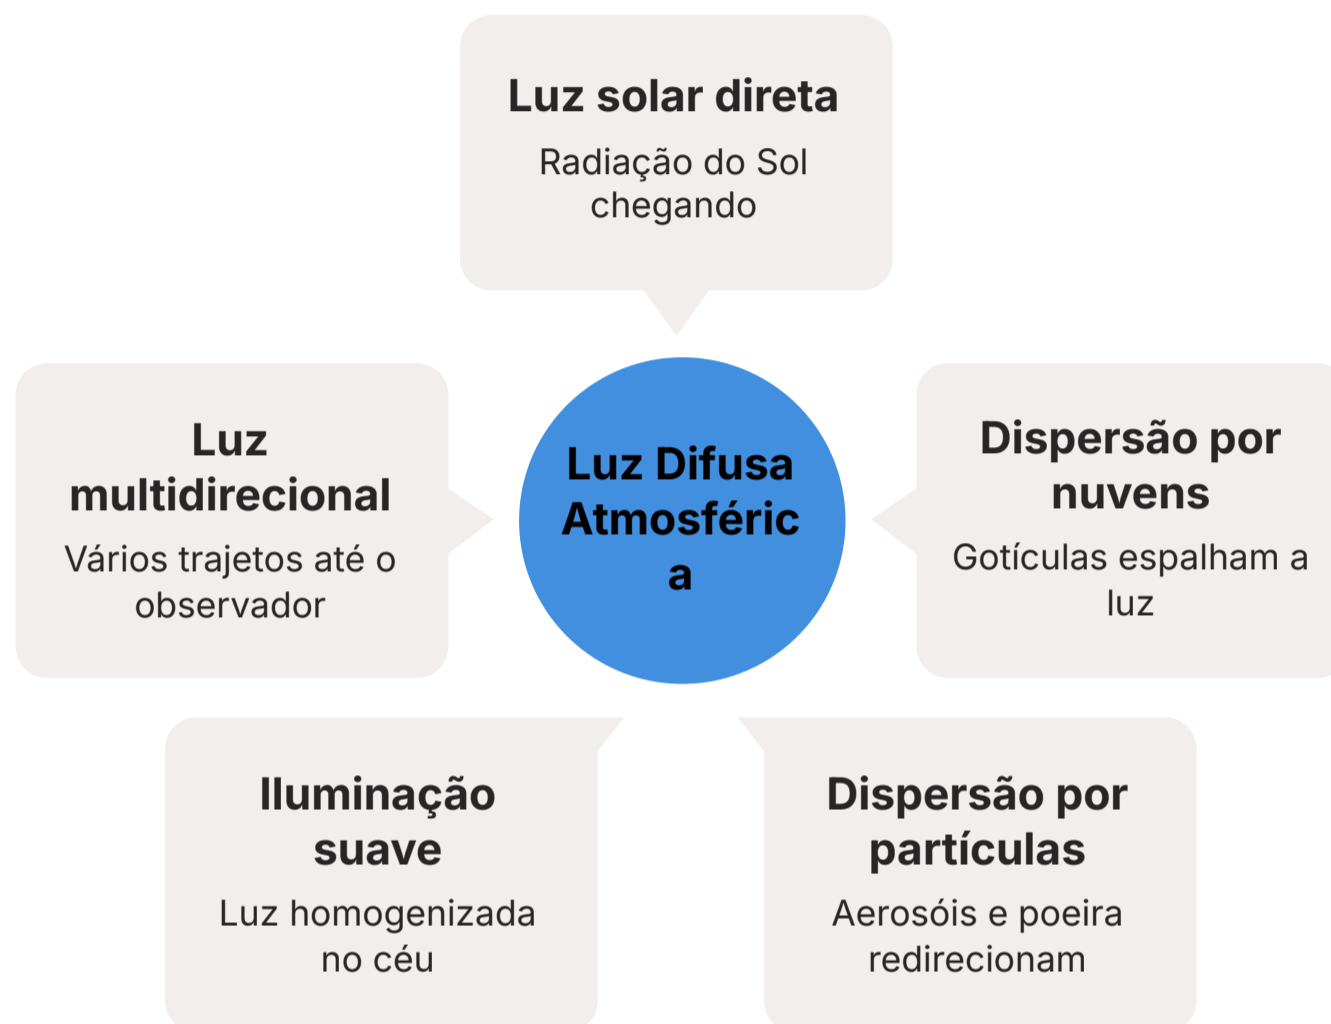 Luz solar direta
Radiação do Sol
chegando
Luz
multidirecional
Vários trajetos até o
observador
Luz Difusa
Atmosféric
a
Dispersão por
nuvens
Gotículas espalham a
luz
Iluminação
suave
Luz homogenizada
no céu
Dispersão por
partículas
Aerosóis e poeira
redirecionam